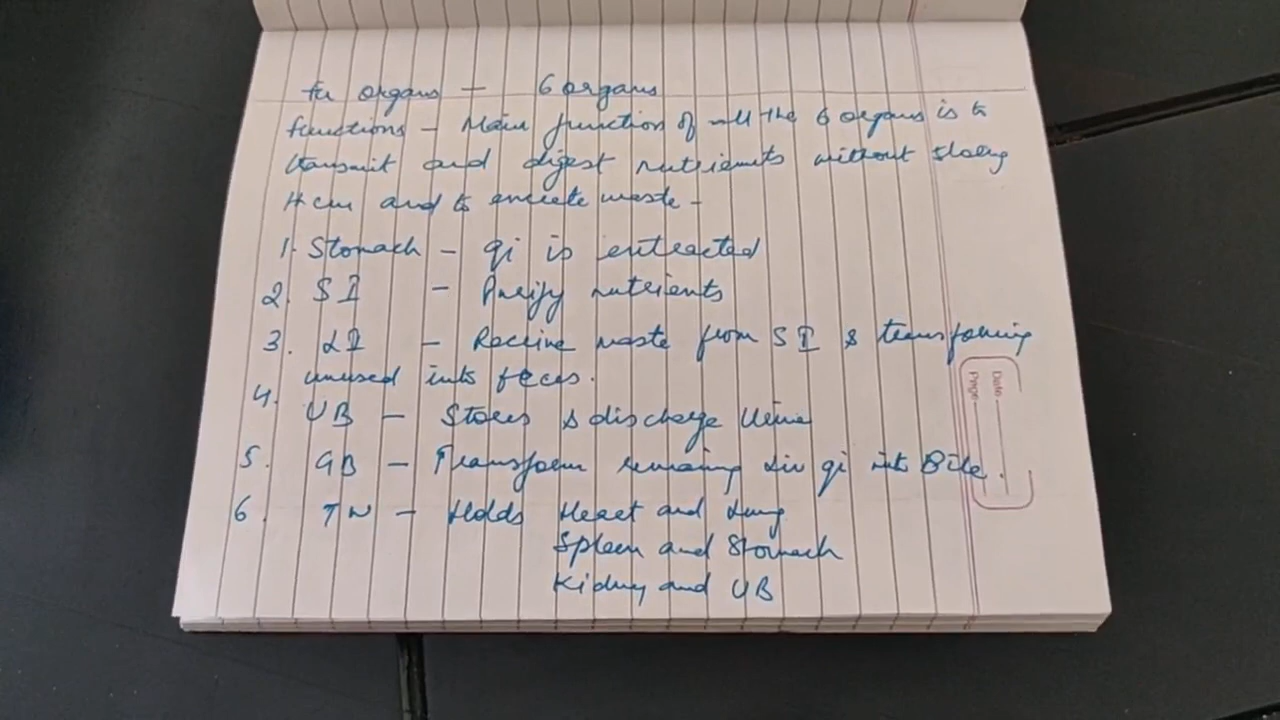 Fu organs - 6 organs
functions - Main function of all the 6 organs is to
transmit and digest nutrients without storing
them and to excrete waste -
1. Stomach - qi is extracted
2. SI - Purify nutrients
3. LI - Receive waste from SI & transforming
unused into feces.
4. UB - Stores & discharge Urine
5. GB - Transform remaining Liv qi into Bile.
6. TW - Holds Heart and Lung
Spleen and Stomach
Kidney and UB
Date
Page